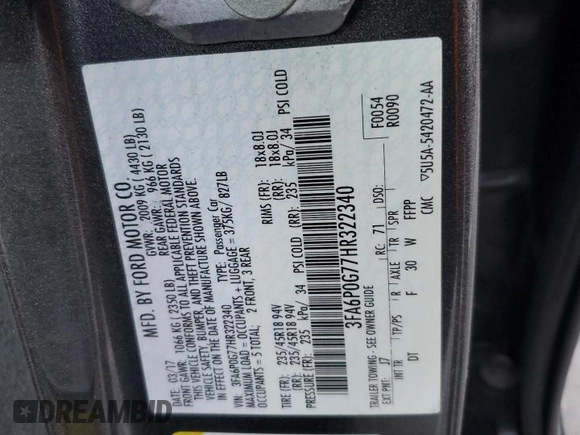 MFD. BY FORD MOTOR CO.
DATE: 03/17 GVWR: 2009 KG ( 4430 LB)
FRONT GAWR: 1066 KG ( 2350 LB) REAR GAWR: 966 KG ( 2130 LB)
THIS VEHICLE CONFORMS TO ALL APPLICABLE FEDERAL MOTOR
VEHICLE SAFETY, BUMPER, AND THEFT PREVENTION STANDARDS
IN EFFECT ON THE DATE OF MANUFACTURE SHOWN ABOVE.
VIN: 3FA6P0G77HR322340 TYPE: Passenger Car
MAXIMUM LOAD = OCCUPANTS + LUGGAGE = 375KG/ 827LB
OCCUPANTS = 5 TOTAL; 2 FRONT, 3 REAR
TIRE (FR): 235/45R18 94V RIMS (FR): 18x8.0J
TIRE (RR): 235/45R18 94V (RR): 18x8.0J
PRESSURE (FR): 235 kPa/ 34 PSI COLD (RR): 235 kPa/ 34 PSI COLD
3FA6P0G77HR322340
F0054
R0090
TRAILER TOWING - SEE OWNER GUIDE
EXT PNT: J7 RC: 71 DSO:
INT TR TP/PS R AXLE TR SPR
DT F 30 W FFPP
CMC ▽5U5A-5420472-AA
DREAMBID